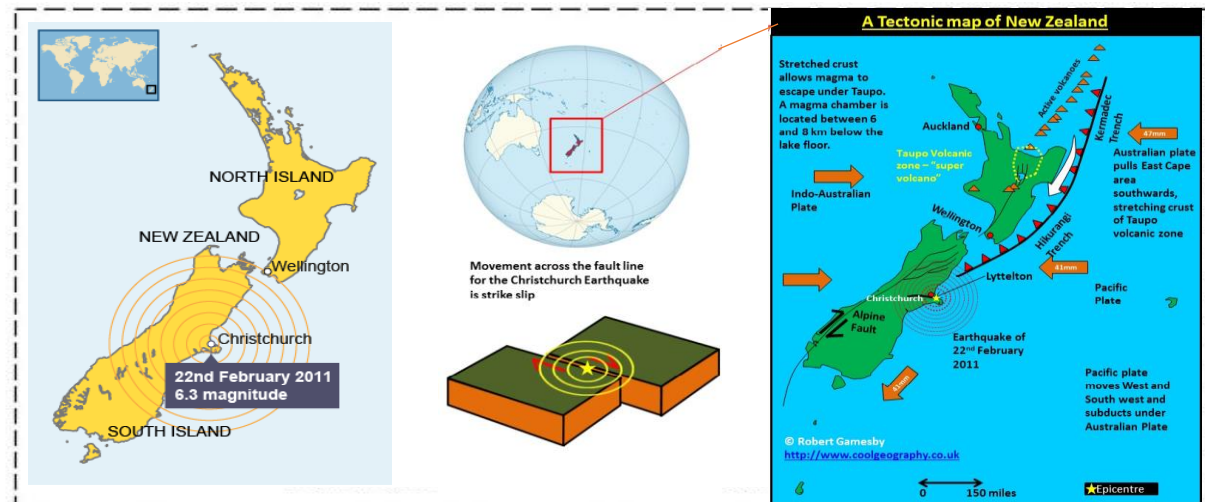 NORTH ISLAND
NEW ZEALAND
Wellington
Christchurch
22nd February 2011
6.3 magnitude
SOUTH ISLAND
Movement across the fault line
for the Christchurch Earthquake
is strike slip
A Tectonic map of New Zealand
Stretched crust
allows magma to
escape under Taupo.
A magma chamber is
located between 6
and 8 km below the
lake floor.
Active volcanoes
Kermadec
Trench
Auckland
47mm
Taupo Volcanic
zone – "super
volcano"
Australian plate
pulls East Cape
area
southwards,
stretching crust
of Taupo
volcanic zone
Indo-Australian
Plate
Wellington
Hikurangi
Trench
Lyttelton
41mm
Pacific
Plate
Christchurch
Alpine
Fault
Earthquake of
22nd February
2011
41mm
Pacific plate
moves West and
South west and
subducts under
Australian Plate
© Robert Gamesby
http://www.coolgeography.co.uk
0 150 miles
Epicentre